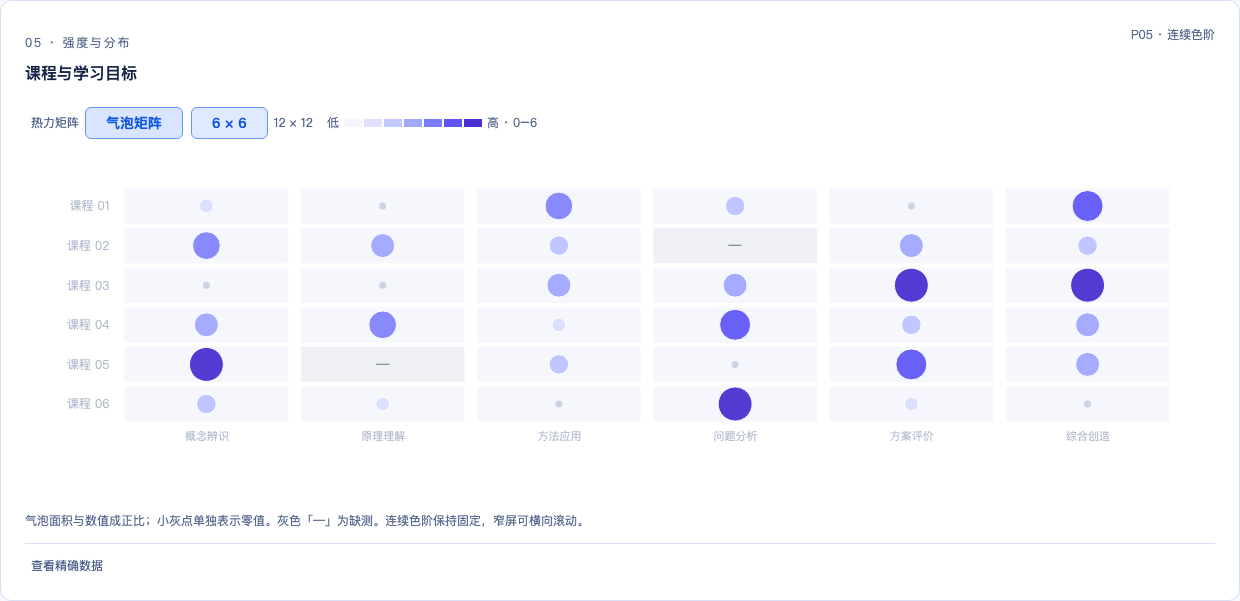 05 · 强度与分布
P05 · 连续色阶
课程与学习目标
热力矩阵 气泡矩阵 6 × 6 12 × 12 低 高 · 0—6
课程 01
课程 02 —
课程 03
课程 04
课程 05 —
课程 06
概念辨识 原理理解 方法应用 问题分析 方案评价 综合创造
气泡面积与数值成正比；小灰点单独表示零值。灰色「—」为缺测。连续色阶保持固定，窄屏可横向滚动。
查看精确数据